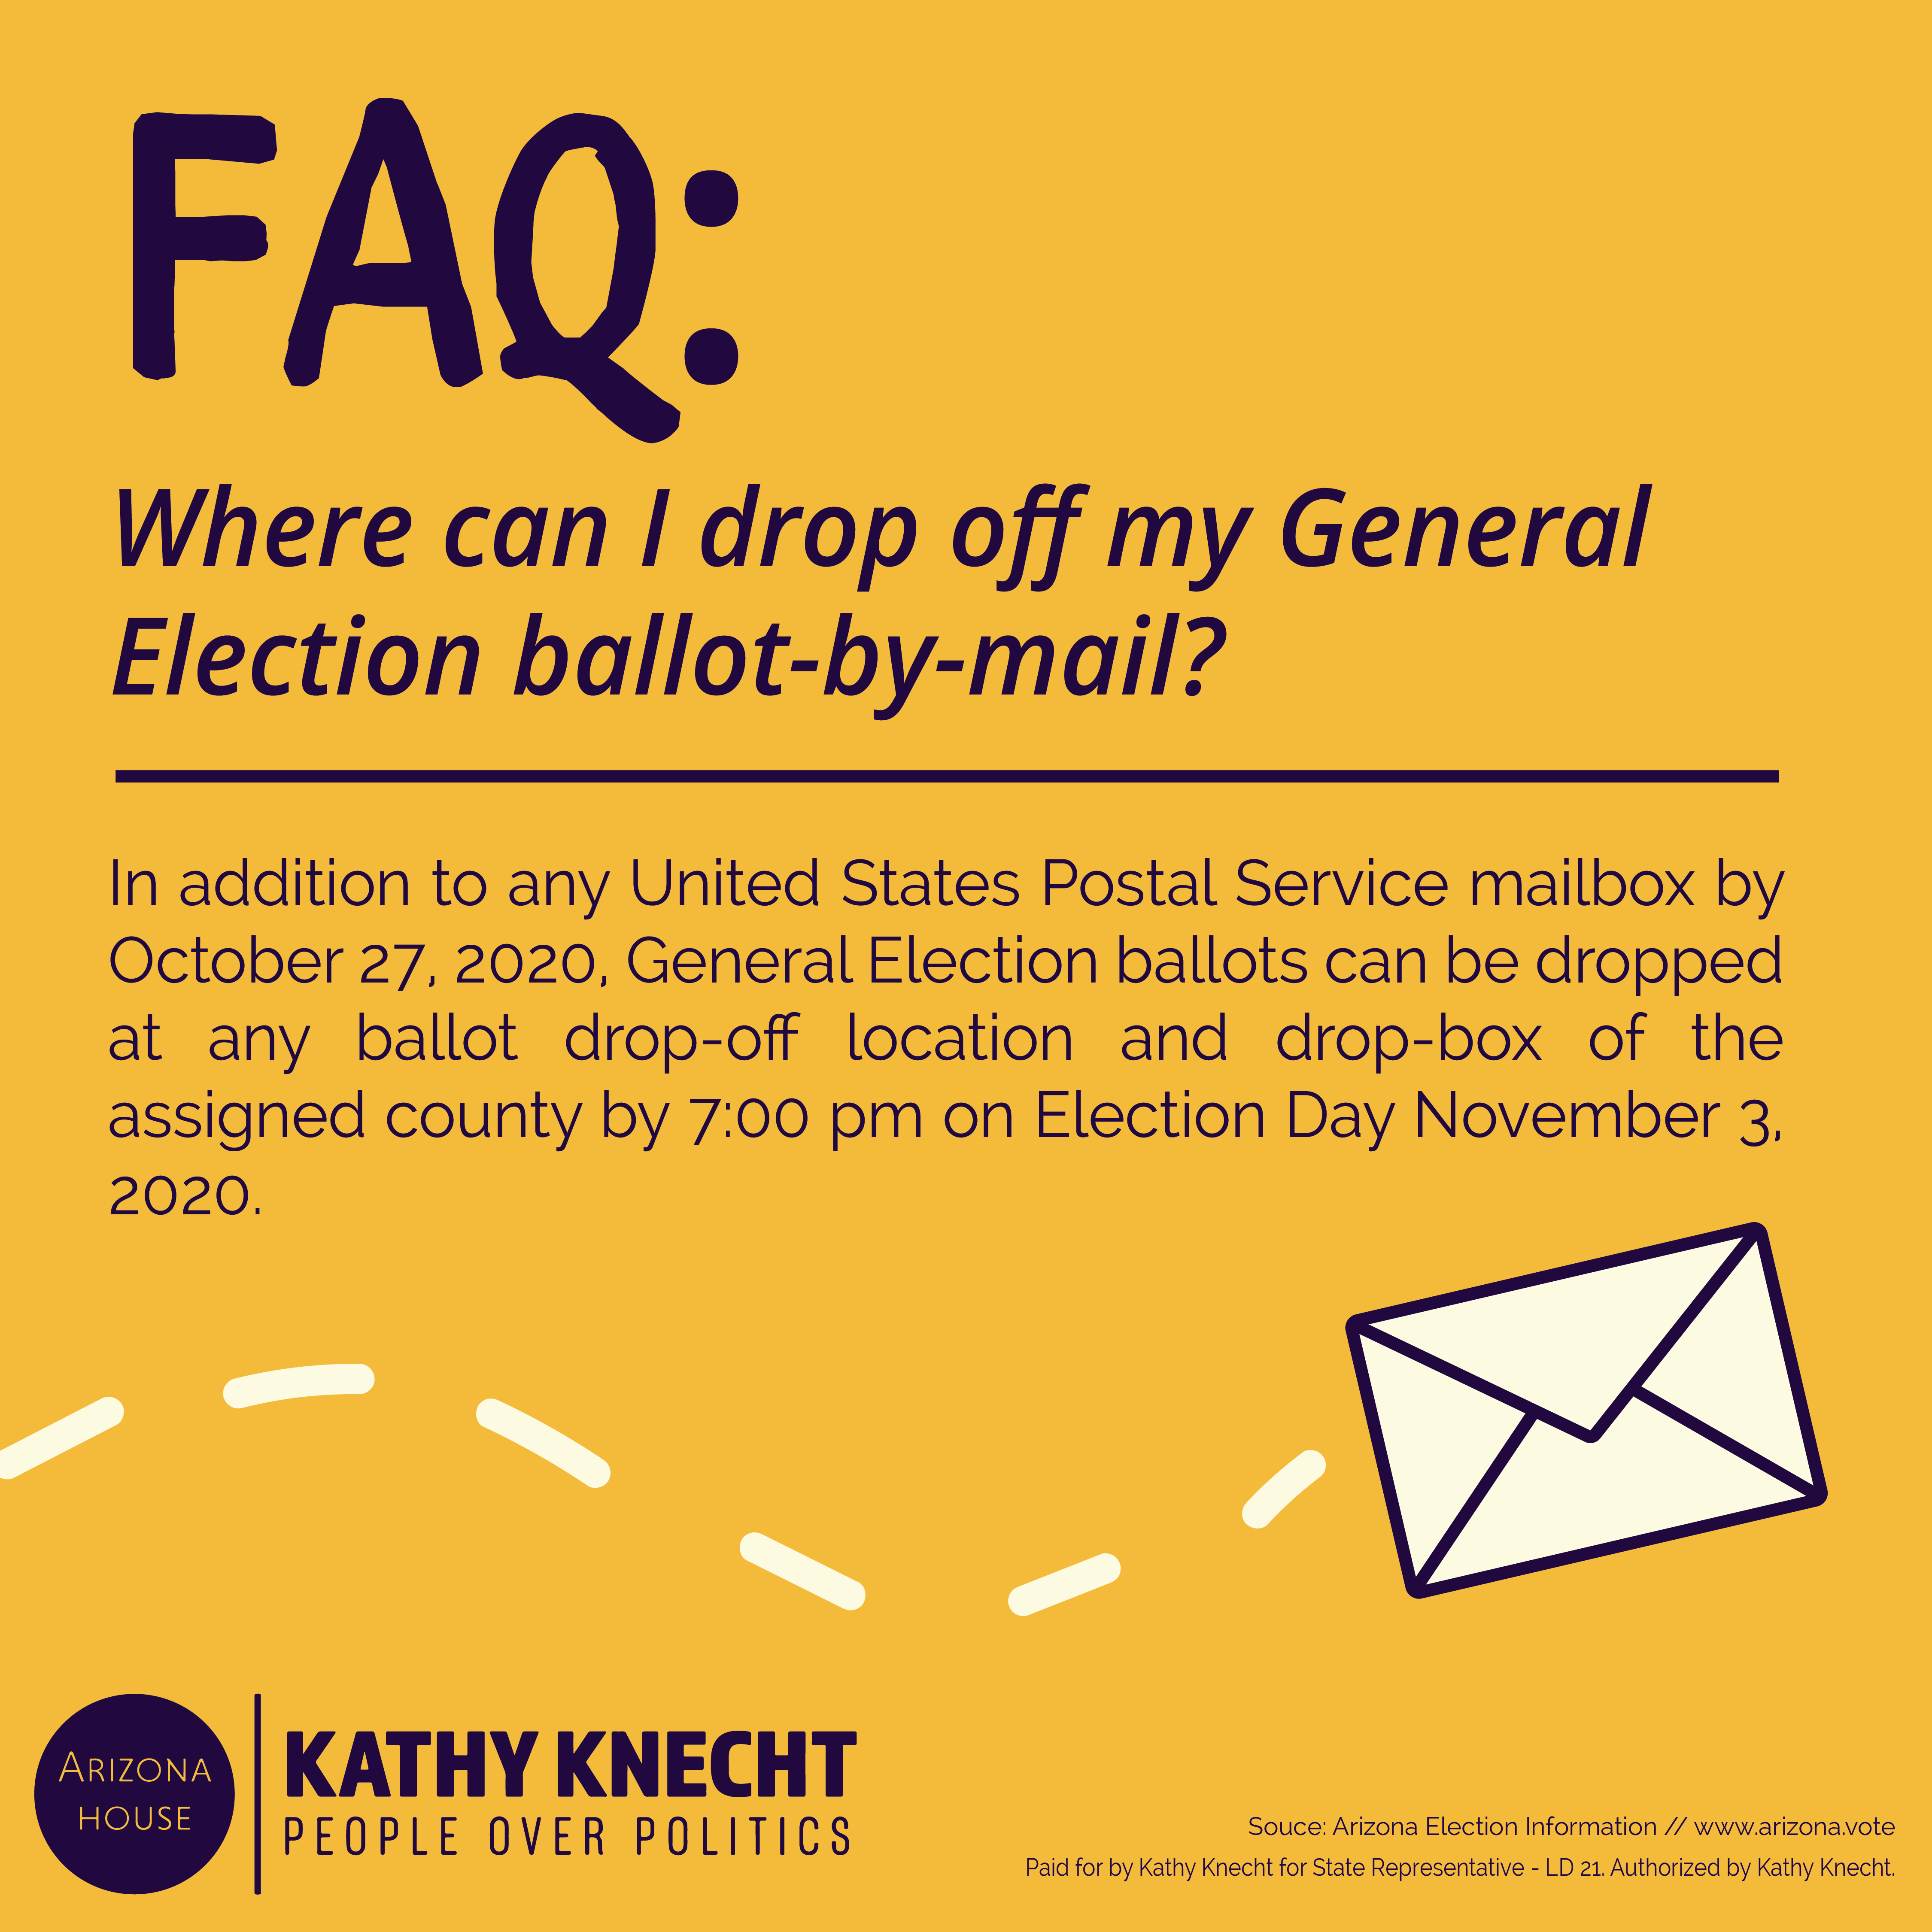 FAQ:
Where can I drop off my General
Election ballot-by-mail?
In addition to any United States Postal Service mailbox by
October 27, 2020, General Election ballots can be dropped
at any ballot drop-off location and drop-box of the
assigned county by 7:00 pm on Election Day November 3,
2020.
ARIZONA
HOUSE
KATHY KNECHT
PEOPLE OVER POLITICS
Souce: Arizona Election Information // www.arizona.vote
Paid for by Kathy Knecht for State Representative - LD 21. Authorized by Kathy Knecht.